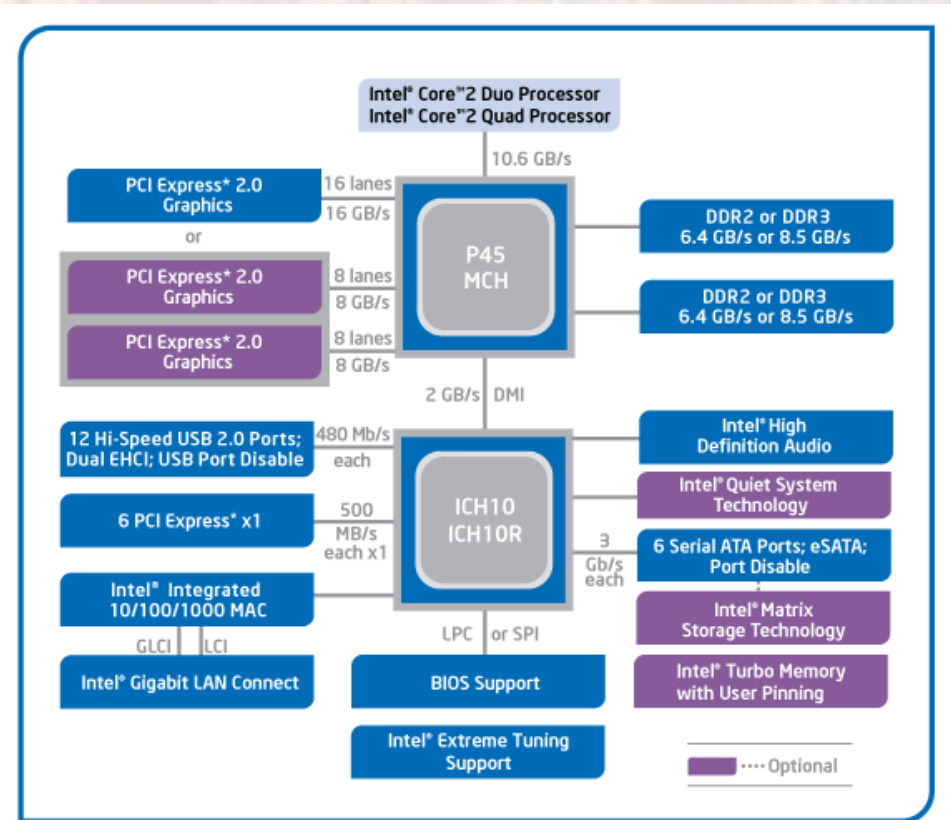 Intel® Core™2 Duo Processor
Intel® Core™2 Quad Processor
10.6 GB/s
PCI Express* 2.0
Graphics
16 lanes
16 GB/s
or
PCI Express* 2.0
Graphics
8 lanes
8 GB/s
PCI Express* 2.0
Graphics
8 lanes
8 GB/s
P45
MCH
DDR2 or DDR3
6.4 GB/s or 8.5 GB/s
DDR2 or DDR3
6.4 GB/s or 8.5 GB/s
2 GB/s DMI
12 Hi-Speed USB 2.0 Ports;
Dual EHCI; USB Port Disable
480 Mb/s
each
6 PCI Express* x1
500
MB/s
each x1
Intel® Integrated
10/100/1000 MAC
GLCI LCI
Intel® Gigabit LAN Connect
ICH10
ICH10R
Intel® High
Definition Audio
Intel® Quiet System
Technology
3
Gb/s
each
6 Serial ATA Ports; eSATA;
Port Disable
Intel® Matrix
Storage Technology
Intel® Turbo Memory
with User Pinning
LPC or SPI
BIOS Support
Intel® Extreme Tuning
Support
Optional